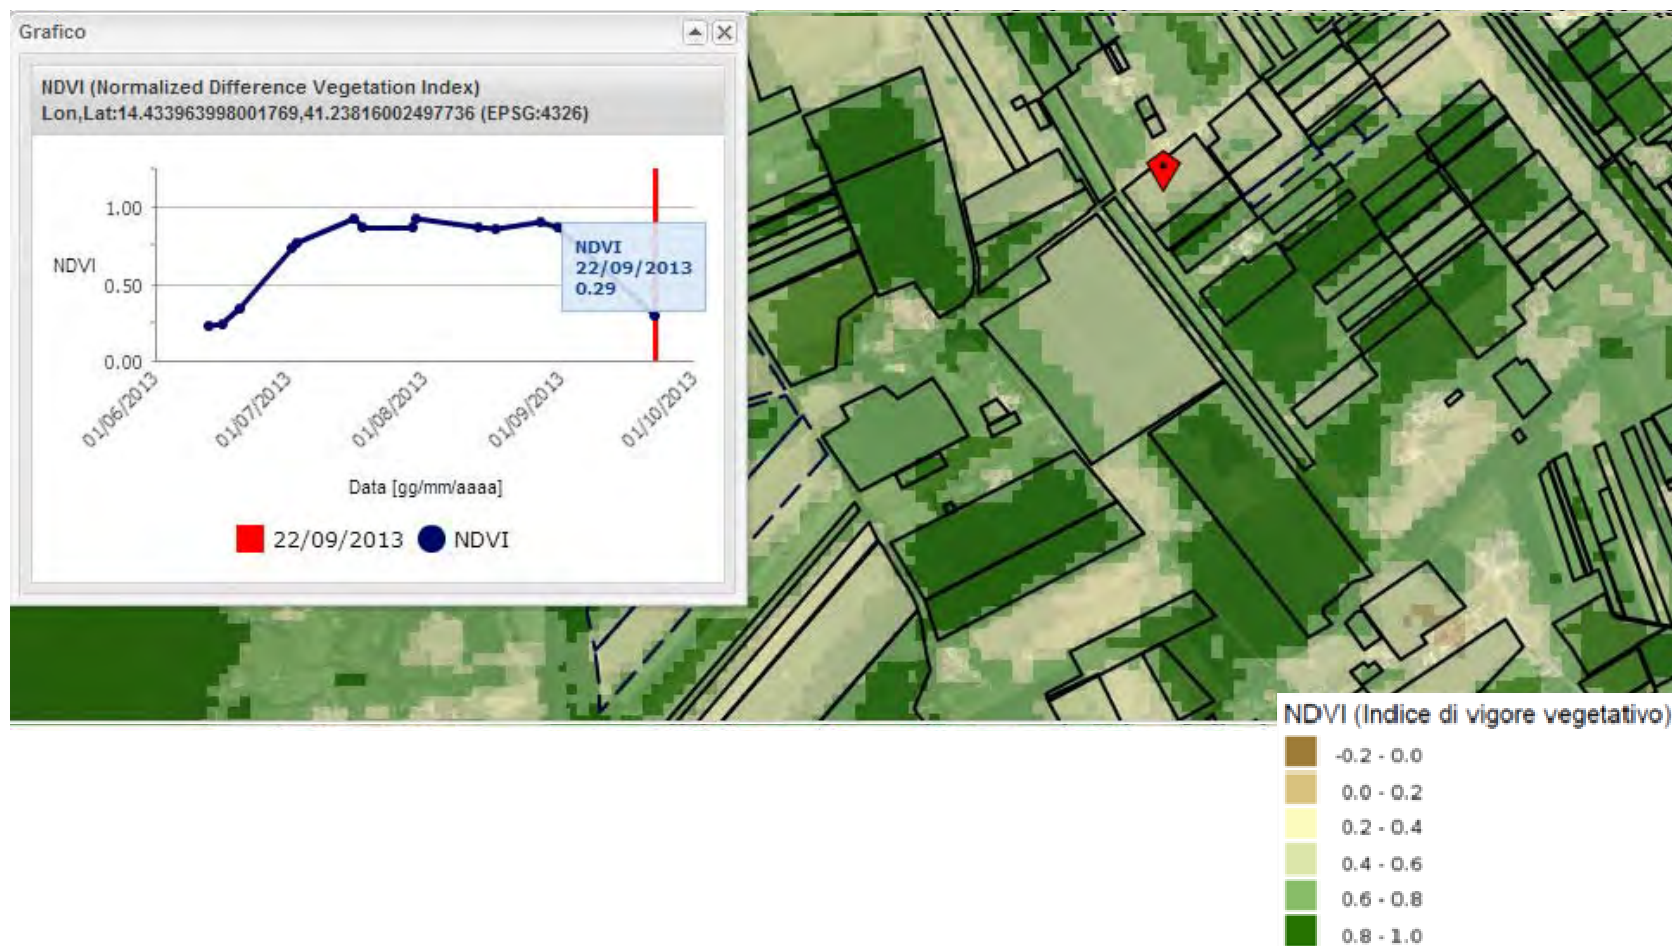 Grafico
NDVI (Normalized Difference Vegetation Index)
Lon,Lat:14.433963998001769,41.23816002497736 (EPSG:4326)
1.00
NDVI
0.50
0.00
NDVI
22/09/2013
0.29
01/06/2013
01/07/2013
01/08/2013
01/09/2013
01/10/2013
Data [gg/mm/aaaa]
22/09/2013 NDVI
NDVI (Indice di vigore vegetativo)
-0.2 - 0.0
0.0 - 0.2
0.2 - 0.4
0.4 - 0.6
0.6 - 0.8
0.8 - 1.0